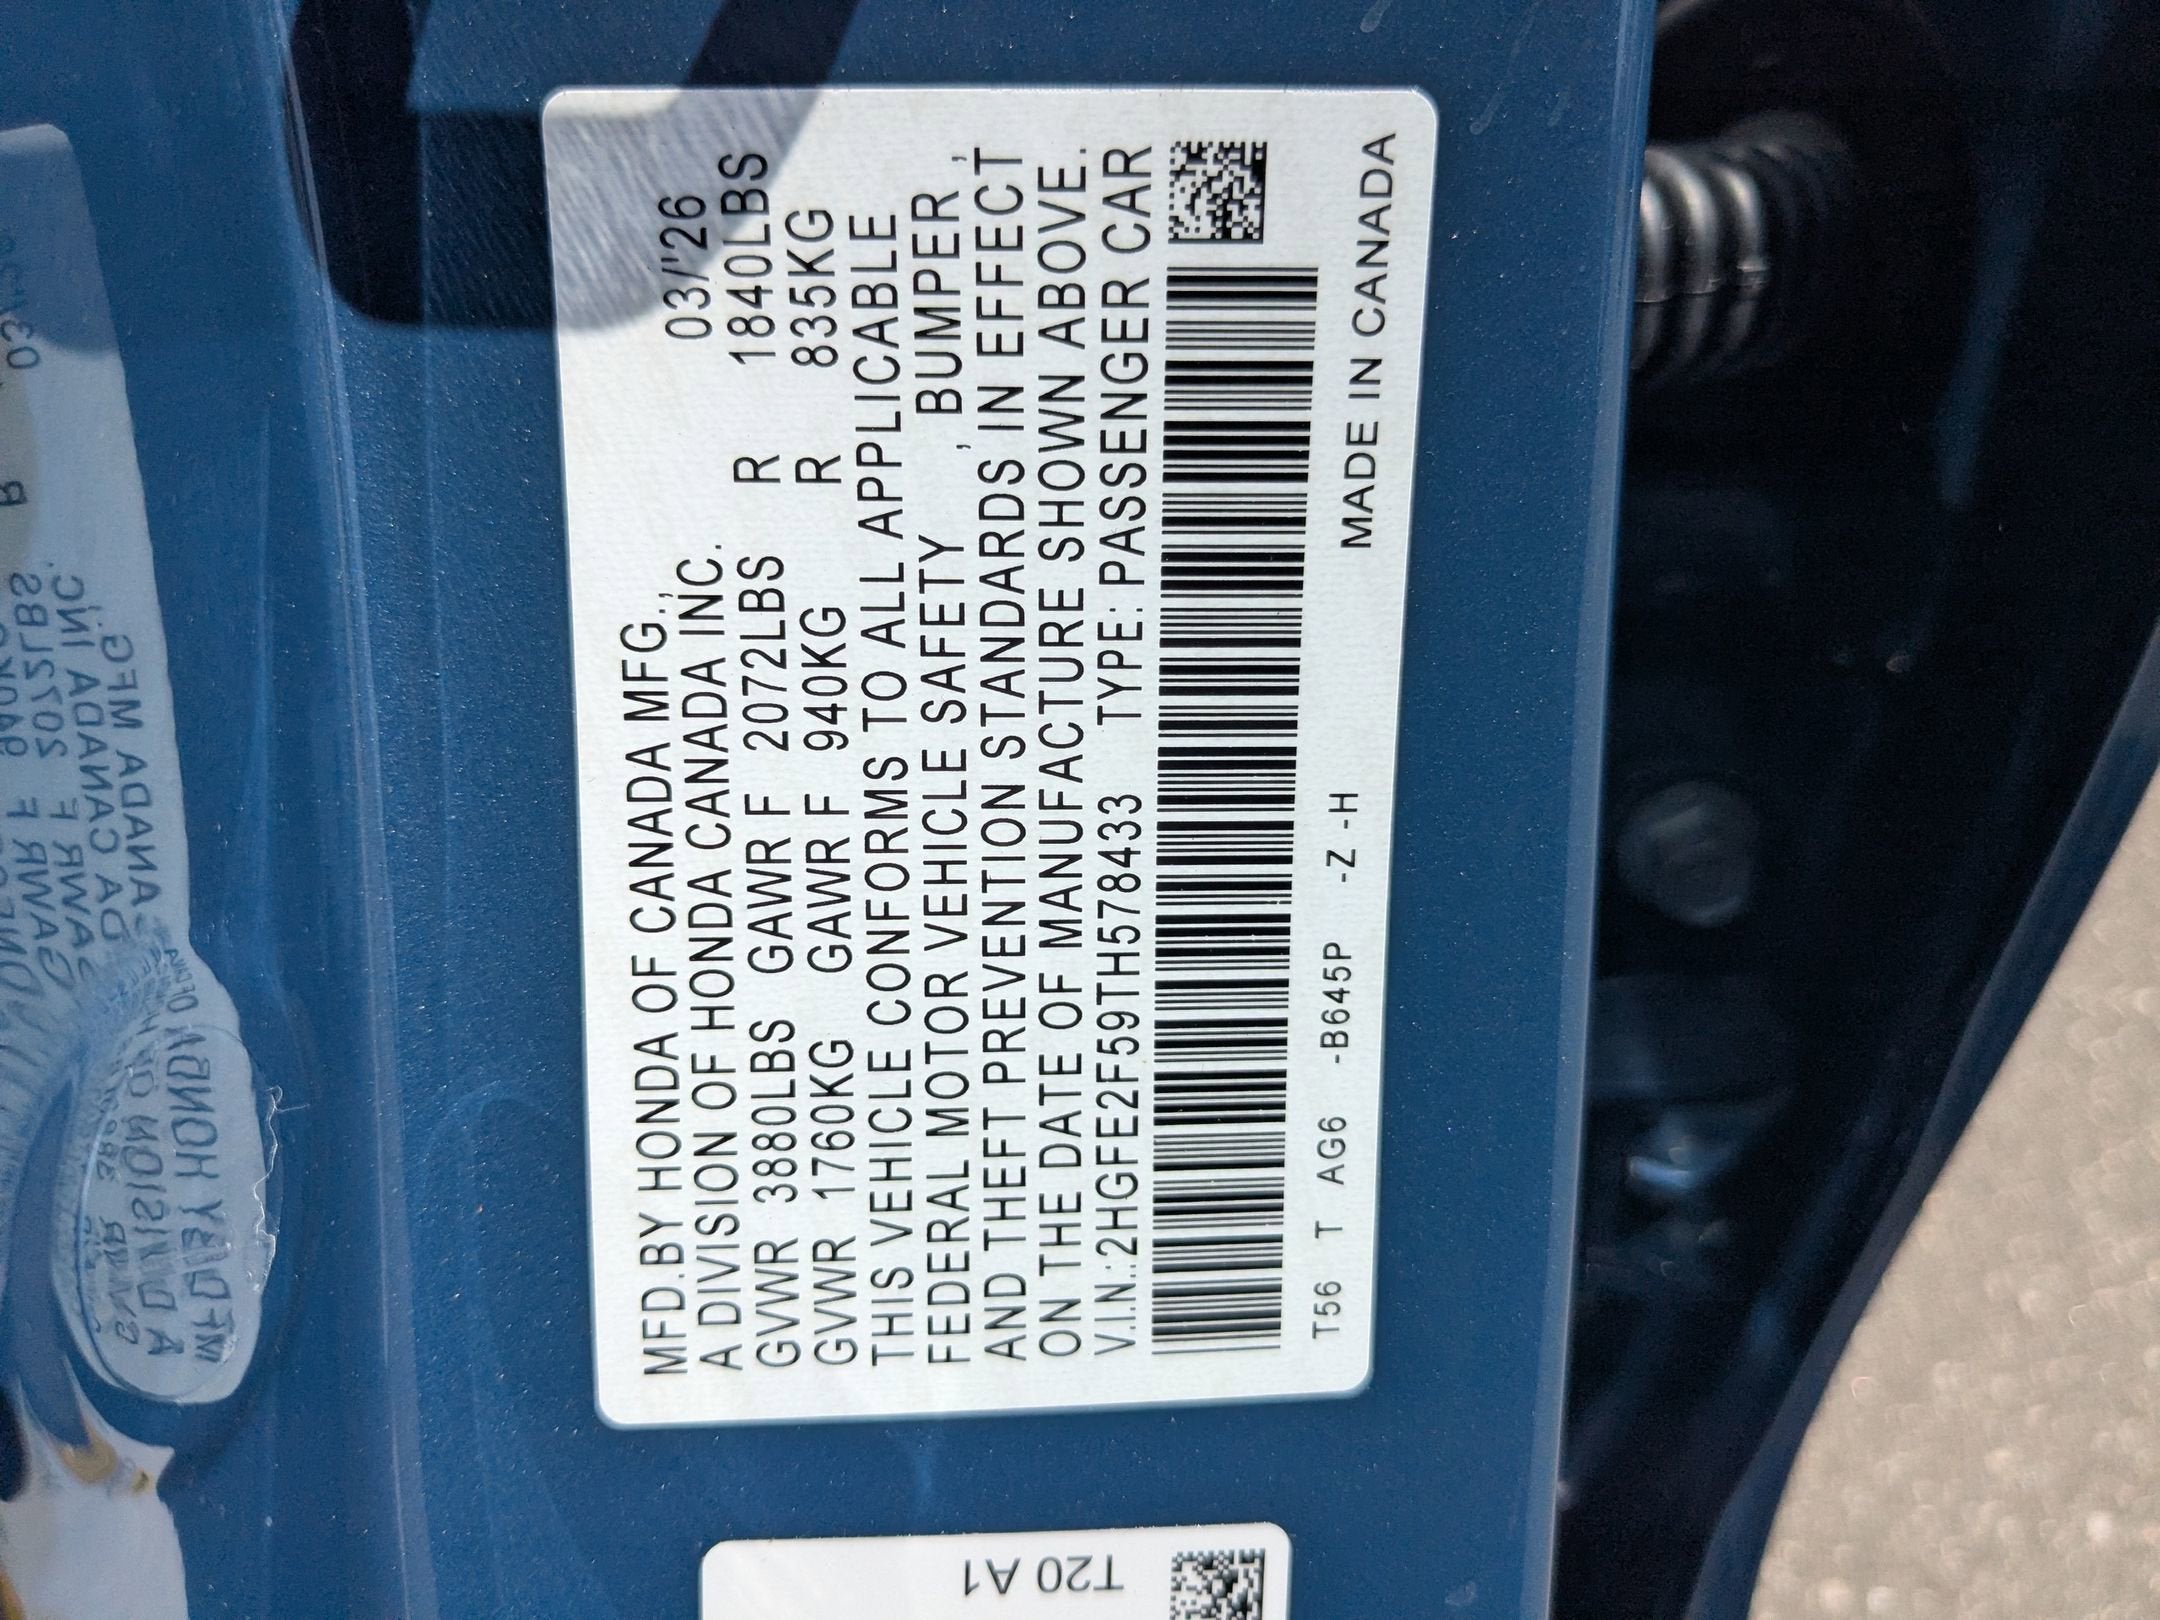 MFD.BY HONDA OF CANADA MFG.,
A DIVISION OF HONDA CANADA INC. 03/'26
GVWR 3880LBS GAWR F 2072LBS R 1840LBS
GVWR 1760KG GAWR F 940KG R 835KG
THIS VEHICLE CONFORMS TO ALL APPLICABLE
FEDERAL MOTOR VEHICLE SAFETY , BUMPER ,
AND THEFT PREVENTION STANDARDS IN EFFECT
ON THE DATE OF MANUFACTURE SHOWN ABOVE.
V.I.N.:2HGFE2F59TH578433 TYPE: PASSENGER CAR
T56 T AG6 -B645P -Z -H MADE IN CANADA
T20 A1